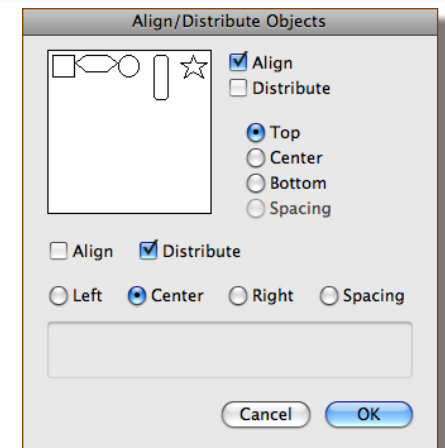 Align/Distribute Objects
Align
Distribute
Top
Center
Bottom
Spacing
Align Distribute
Left Center Right Spacing
Cancel OK